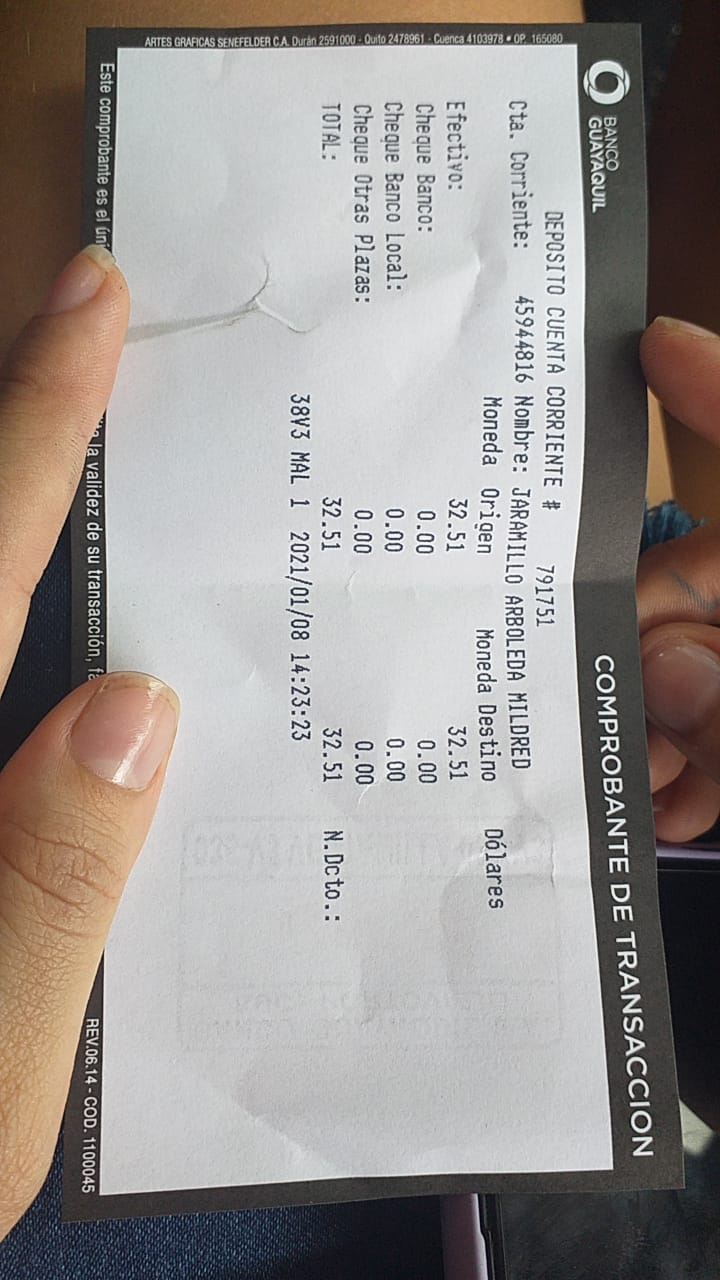 BANCO
GUAYAQUIL
COMPROBANTE DE TRANSACCION
DEPOSITO CUENTA CORRIENTE # 791751
Cta. Corriente: 45944816 Nombre: JARAMILLO ARBOLEDA MILDRED
Moneda Origen Moneda Destino Dólares
Efectivo: 32.51 32.51
Cheque Banco: 0.00 0.00
Cheque Banco Local: 0.00 0.00
Cheque Otras Plazas: 0.00 0.00
TOTAL: 32.51 32.51 N.Dcto.:
38V3 MAL 1 2021/01/08 14:23:23
Este comprobante es el la validez de su transacción,
REV.06.14 - COD. 1100045
ARTES GRAFICAS SENEFELDER C.A. Durán 2591000 - Quito 2478961 - Cuenca 4103978 • OP. 165080